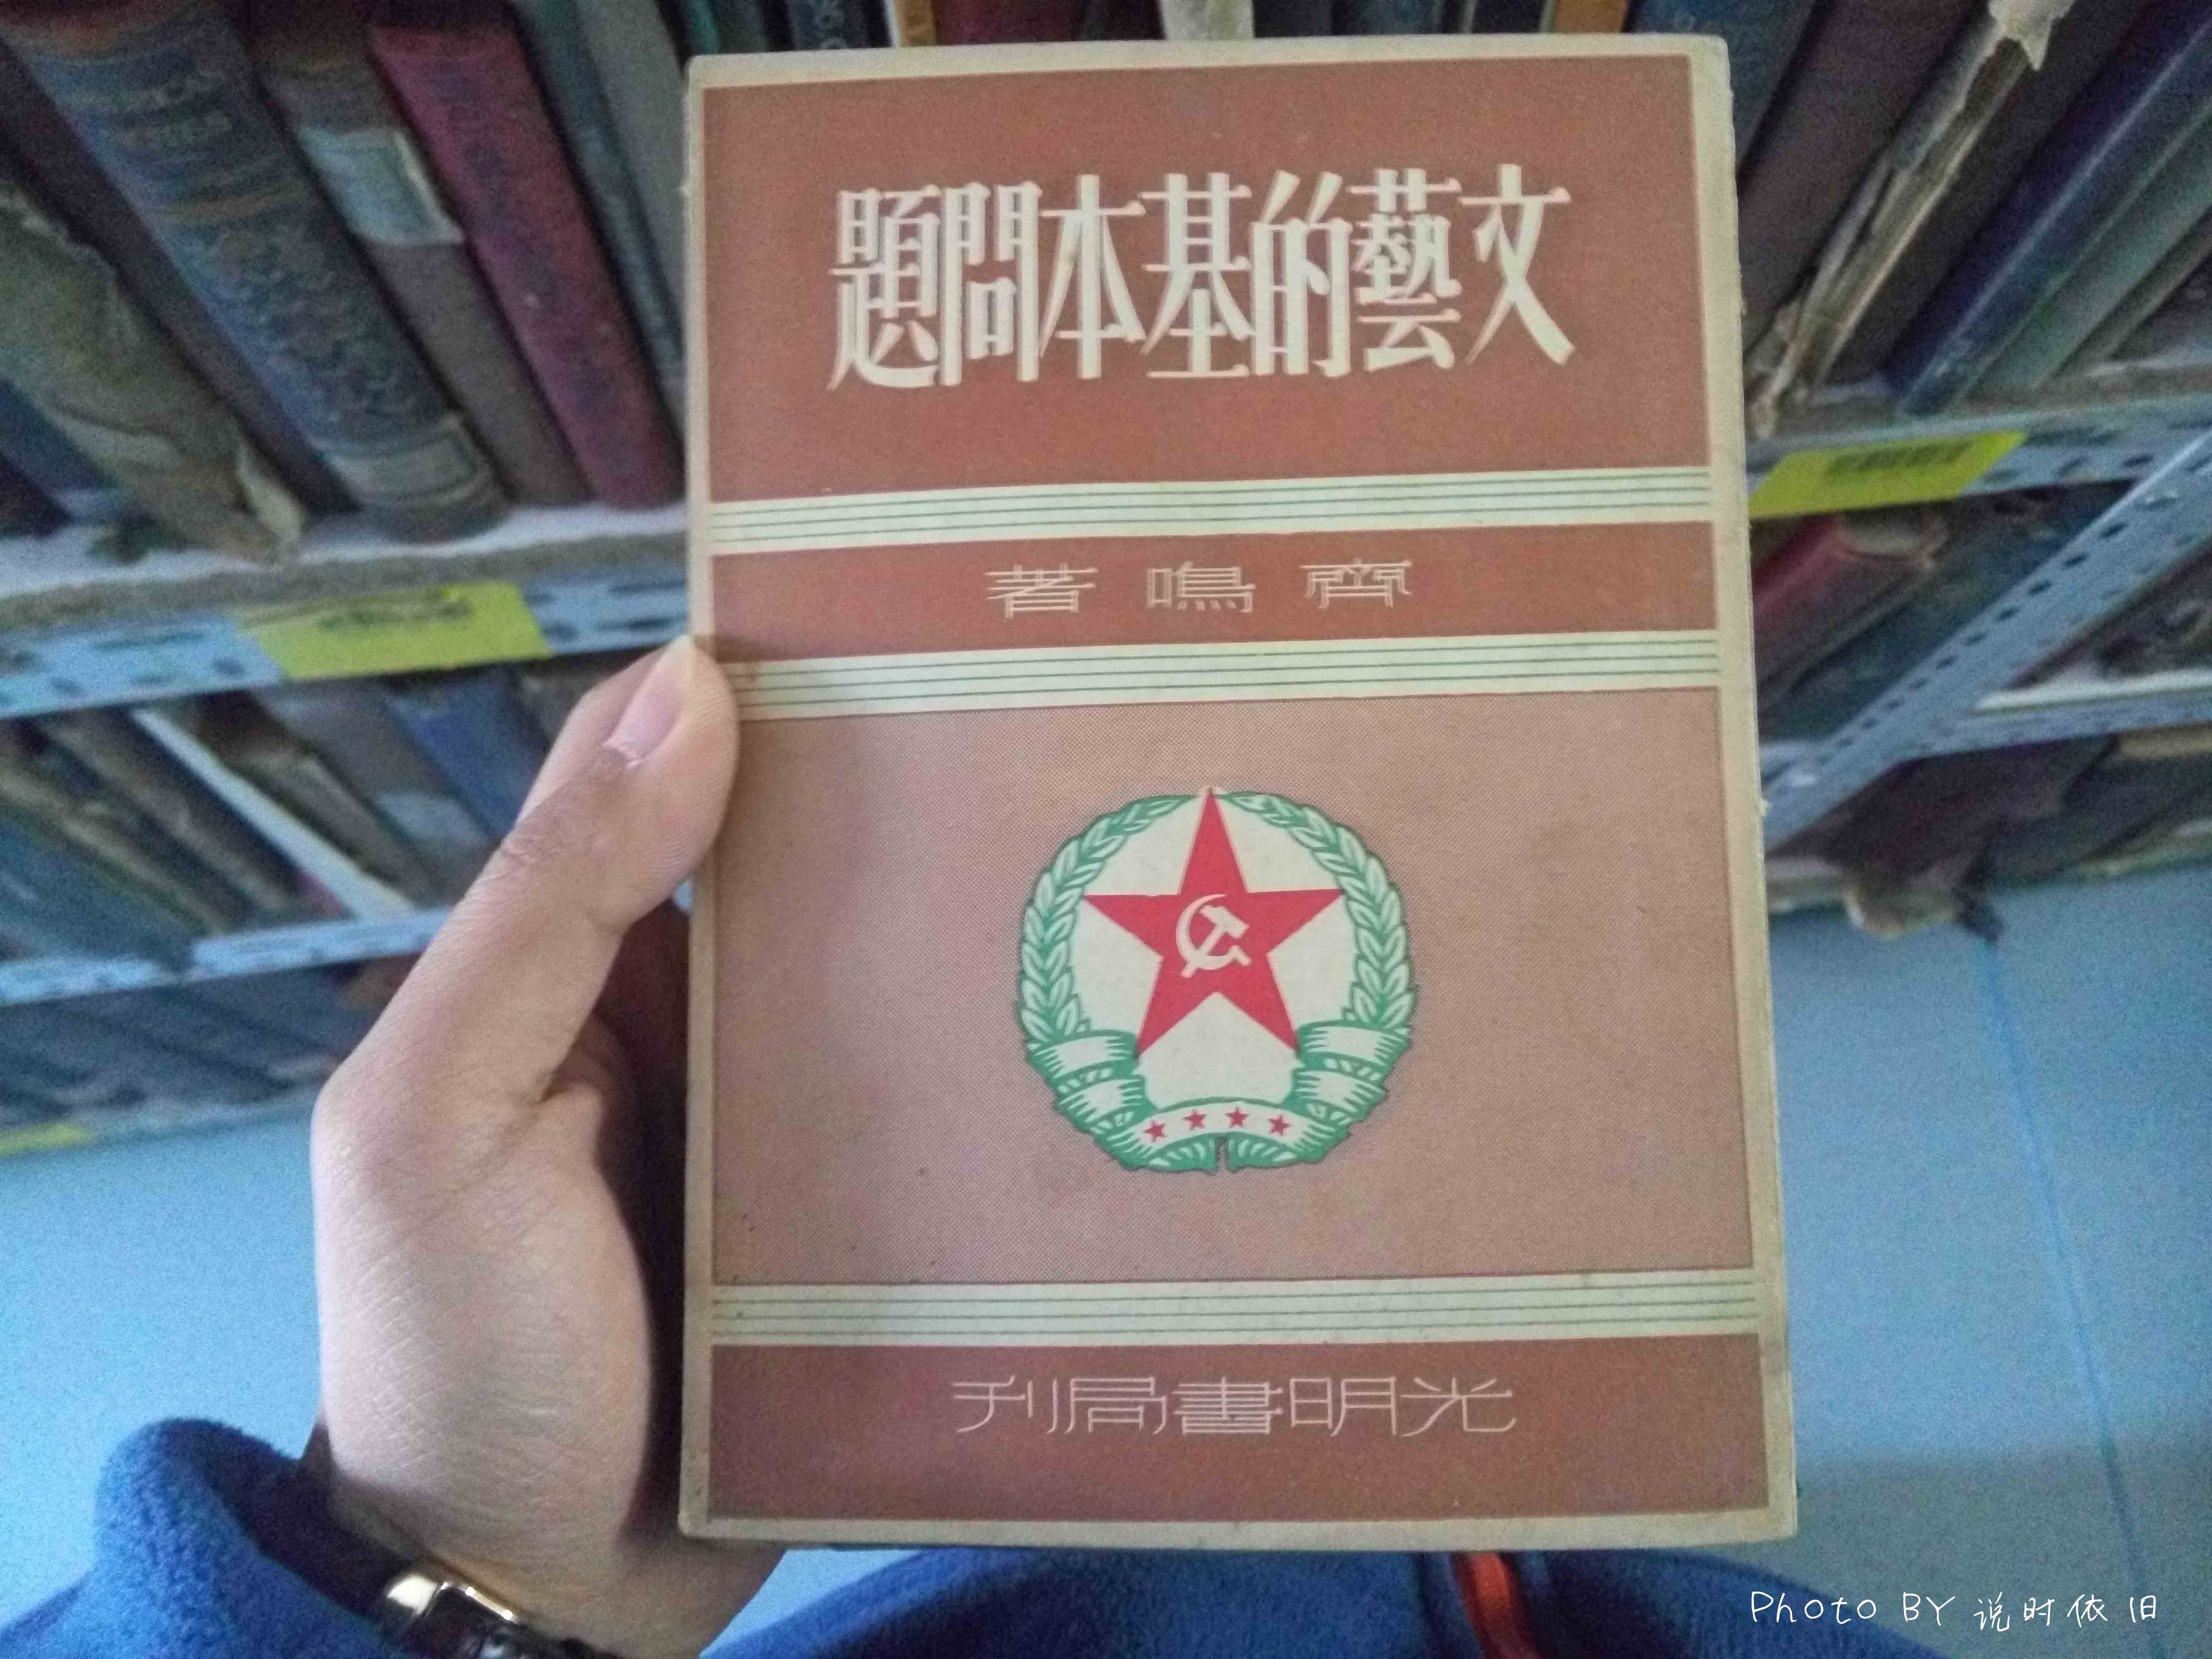 文藝的基本問題
齊鳴著
光明書局刊
Photo BY 说时依旧